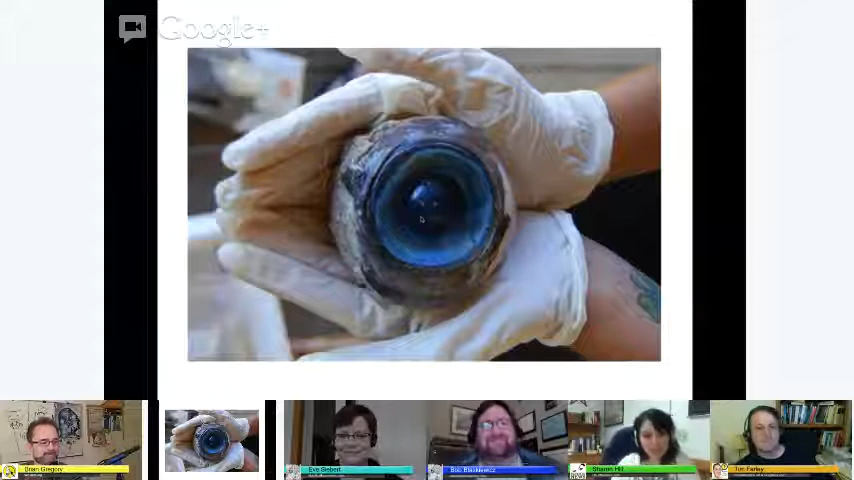 Google+
Brian Gregory
Eve Siebert
Bob Blaskiewicz
Sharon Hill
Tim Farley